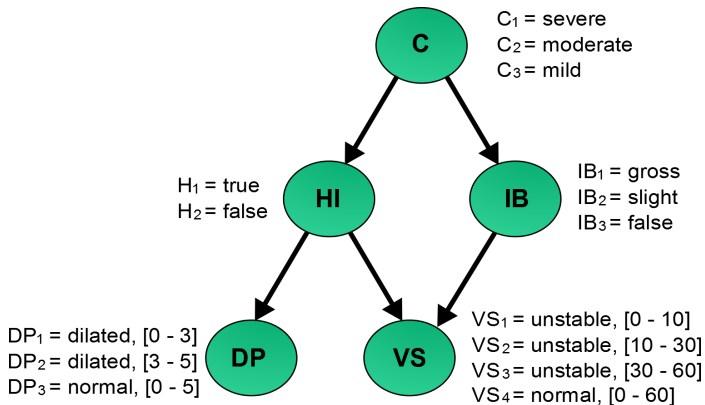 C
C₁ = severe
C₂ = moderate
C₃ = mild
H₁ = true
H₂ = false
HI
IB
IB₁ = gross
IB₂ = slight
IB₃ = false
DP₁ = dilated, [0 - 3]
DP₂ = dilated, [3 - 5]
DP₃ = normal, [0 - 5]
DP
VS
VS₁ = unstable, [0 - 10]
VS₂ = unstable, [10 - 30]
VS₃ = unstable, [30 - 60]
VS₄ = normal, [0 - 60]